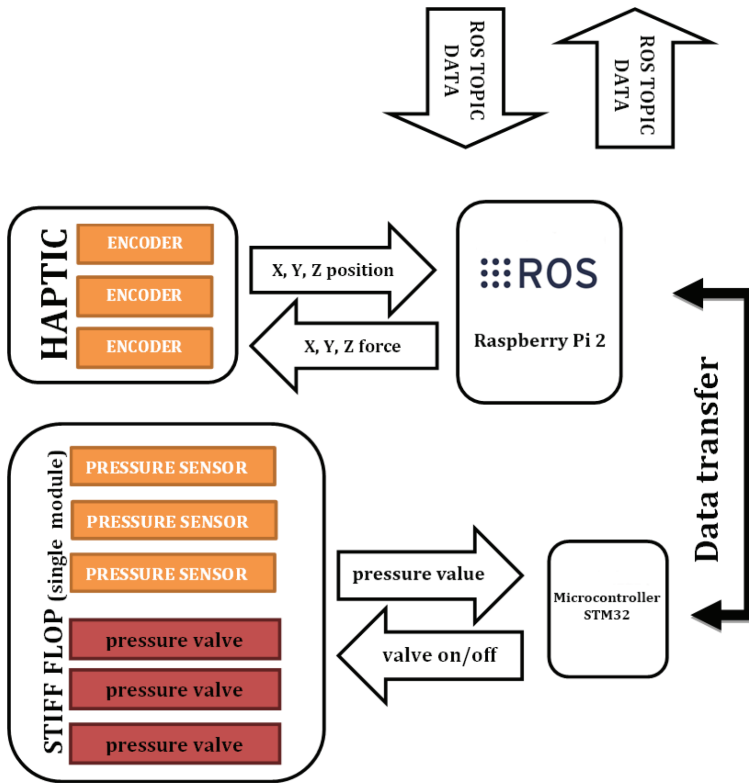 ROS TOPIC
DATA
ROS TOPIC
DATA
HAPTIC
ENCODER
ENCODER
ENCODER
X, Y, Z position
X, Y, Z force
ROS
Raspberry Pi 2
Data transfer
STIFF FLOP (single module)
PRESSURE SENSOR
PRESSURE SENSOR
PRESSURE SENSOR
pressure valve
pressure valve
pressure valve
pressure value
valve on/off
Microcontroller
STM32